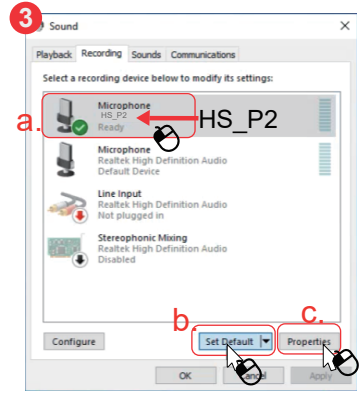 3
Sound
Playback Recording Sounds Communications
Select a recording device below to modify its settings:
a.
Microphone
HS_P2
Ready
HS_P2
Microphone
Realtek High Definition Audio
Default Device
Line Input
Realtek High Definition Audio
Not plugged in
Stereophonic Mixing
Realtek High Definition Audio
Disabled
b.
c.
Configure Set Default Properties
OK Cancel Apply